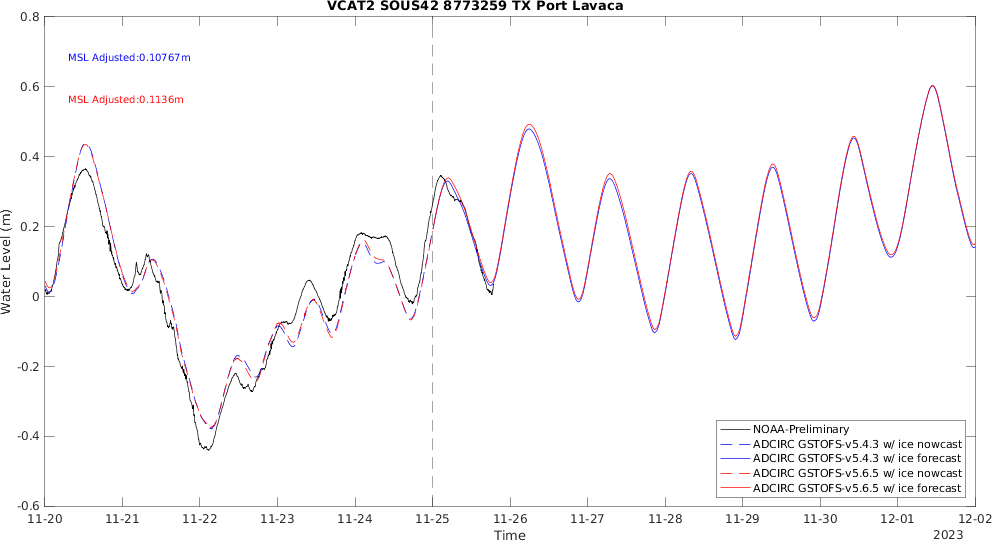 VCAT2 SOUS42 8773259 TX Port Lavaca
MSL Adjusted:0.10767m
MSL Adjusted:0.1136m
Water Level (m)
0.8
0.6
0.4
0.2
0
-0.2
-0.4
-0.6
NOAA-Preliminary
ADCIRC GSTOFS-v5.4.3 w/ ice nowcast
ADCIRC GSTOFS-v5.4.3 w/ ice forecast
ADCIRC GSTOFS-v5.6.5 w/ ice nowcast
ADCIRC GSTOFS-v5.6.5 w/ ice forecast
11-20 11-21 11-22 11-23 11-24 11-25 11-26 11-27 11-28 11-29 11-30 12-01 12-02
Time
2023